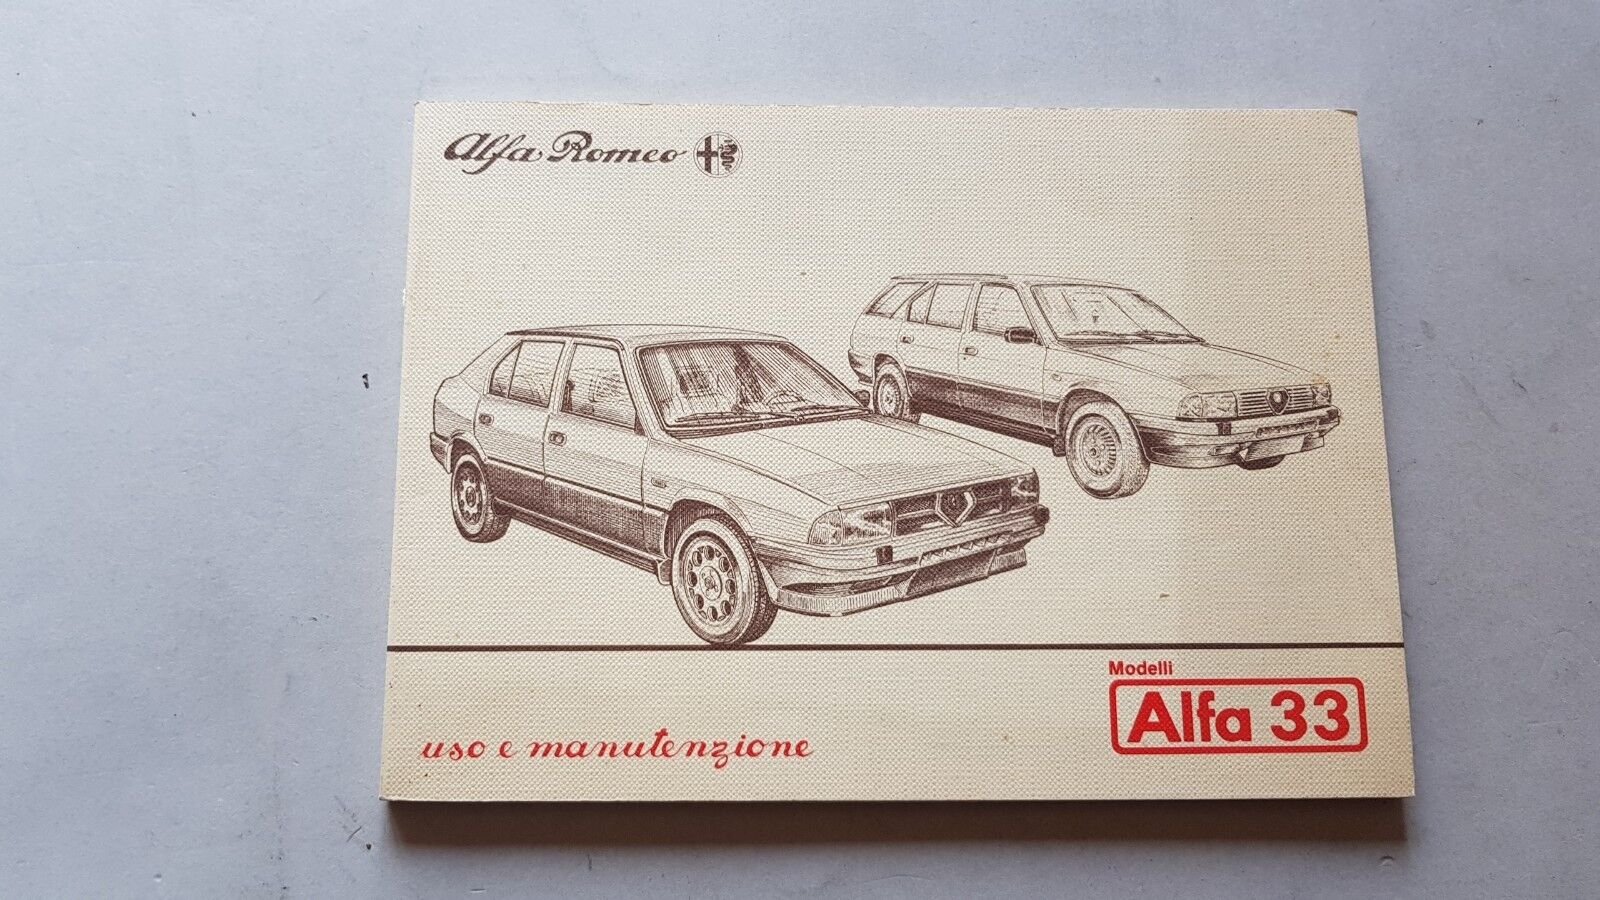 Alfa Romeo
Modelli
Alfa 33
uso e manutenzione